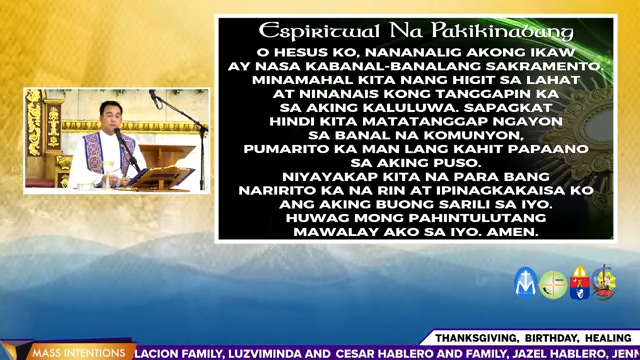 Espiritwal Na Pakikinabang
O HESUS KO, NANANALIG AKONG IKAW
AY NASA KABANAL-BANALANG SAKRAMENTO,
MINAMAHAL KITA NANG HIGIT SA LAHAT
AT NINANAIS KONG TANGGAPIN KA
SA AKING KALULUWA. SAPAGKAT
HINDI KITA MATATANGGAP NGAYON
SA BANAL NA KOMUNYON,
PUMARITO KA MAN LANG KAHIT PAPAANO
SA AKING PUSO.
NIYAYAKAP KITA NA PARA BANG
NARIRITO KA NA RIN AT IPINAGKAKAISA KO
ANG AKING BUONG SARILI SA IYO.
HUWAG MONG PAHINTULUTANG
MAWALAY AKO SA IYO. AMEN.
THANKSGIVING, BIRTHDAY, HEALING
MASS INTENTIONS
LACION FAMILY, LUZVIMINDA AND CESAR HABLERO AND FAMILY, JAZEL HABLERO, JENI